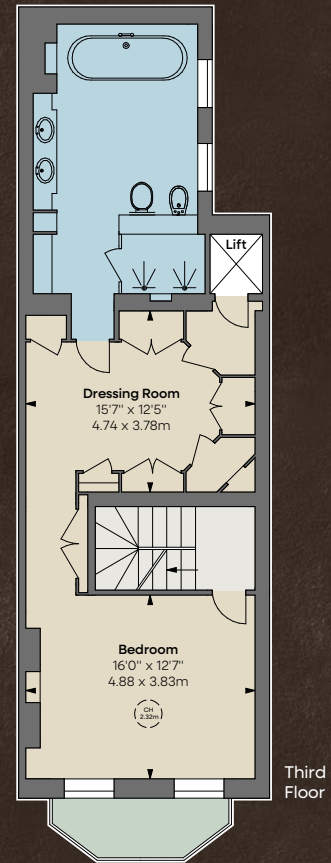 Lift
Dressing Room
15'7" x 12'5"
4.74 x 3.78m
Bedroom
16'0" x 12'7"
4.88 x 3.83m
CH
2.32m
Third
Floor